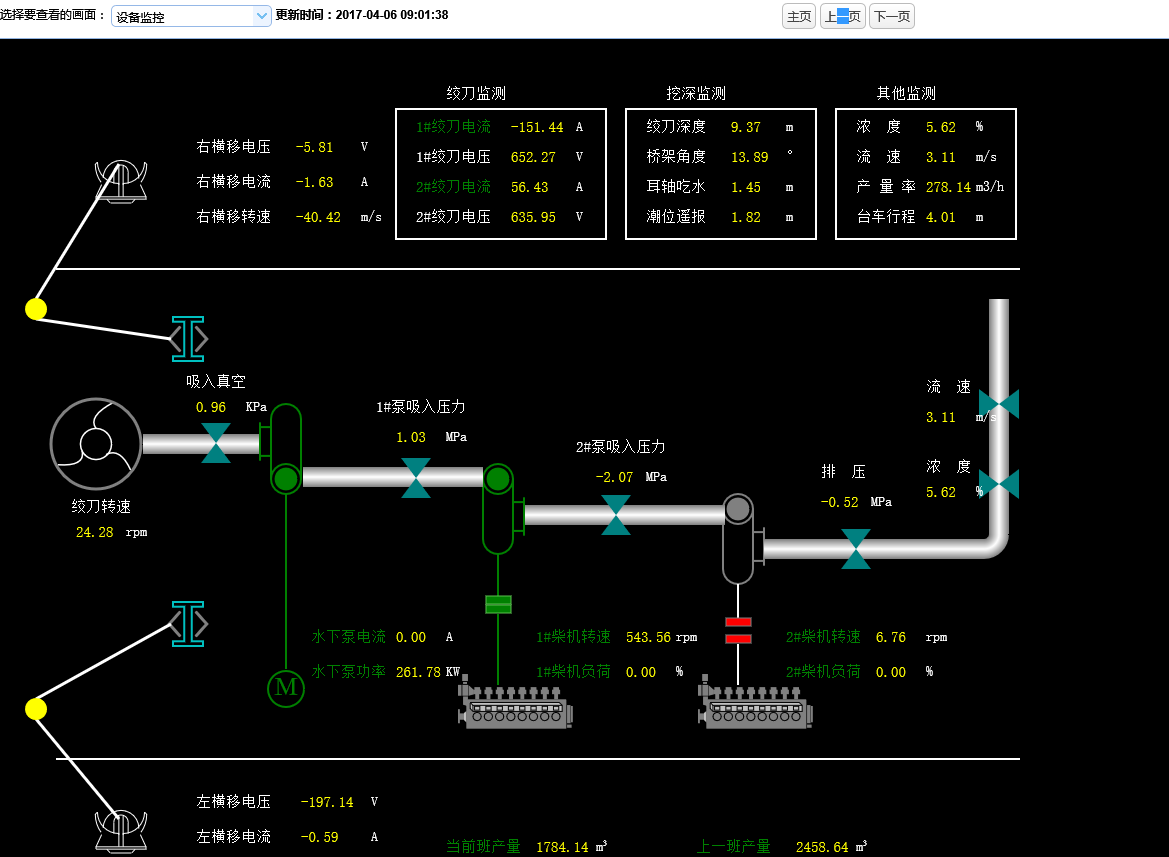 选择要查看的画面： 设备监控 更新时间：2017-04-06 09:01:38 主页 上一页 下一页
绞刀监测 挖深监测 其他监测
1#绞刀电流 -151.44 A 绞刀深度 9.37 m 浓 度 5.62 %
右横移电压 -5.81 V 1#绞刀电压 652.27 V 桥架角度 13.89 ° 流 速 3.11 m/s
右横移电流 -1.63 A 2#绞刀电流 56.43 A 耳轴吃水 1.45 m 产 量 率 278.14 m3/h
右横移转速 -40.42 m/s 2#绞刀电压 635.95 V 潮位遥报 1.82 m 台车行程 4.01 m
吸入真空 流 速
0.96 KPa 1#泵吸入压力 3.11 m/s
1.03 MPa 2#泵吸入压力 浓 度
-2.07 MPa 排 压 5.62 %
绞刀转速 -0.52 MPa
24.28 rpm
水下泵电流 0.00 A 1#柴机转速 543.56 rpm 2#柴机转速 6.76 rpm
水下泵功率 261.78 KW 1#柴机负荷 0.00 % 2#柴机负荷 0.00 %
M
左横移电压 -197.14 V
左横移电流 -0.59 A
当前班产量 1784.14 m³ 上一班产量 2458.64 m³